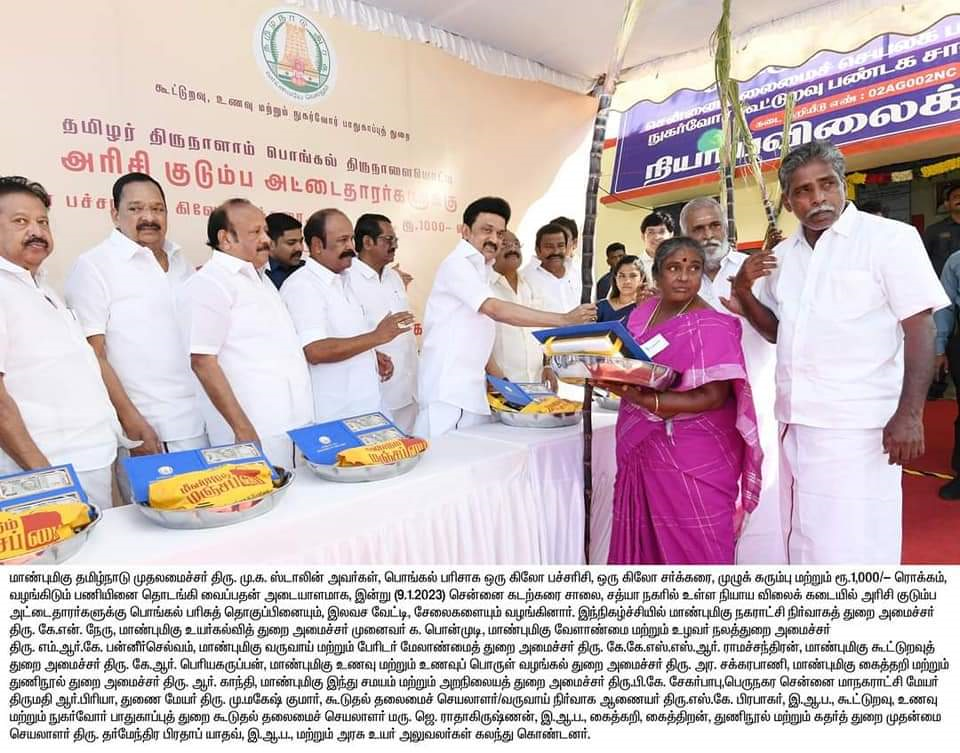 கூட்டுறவு, உணவு மற்றும் நுகர்வோர் பாதுகாப்புத் துறை
தமிழர் திருநாளாம் பொங்கல் திருநாளையொட்டி
அரிசி குடும்ப அட்டைதாரர்களுக்கு
கிலோ ரூ.1000/-
நுகர்வோர் கூட்டுறவு பண்டக
எண் : 02AG002NC
நியாயவிலைக்
மஞ்சப்பை
மஞ்சப்பை
மாண்புமிகு தமிழ்நாடு முதலமைச்சர் திரு. மு.க. ஸ்டாலின் அவர்கள், பொங்கல் பரிசாக ஒரு கிலோ பச்சரிசி, ஒரு கிலோ சர்க்கரை, முழுக் கரும்பு மற்றும் ரூ.1,000/– ரொக்கம்,
வழங்கிடும் பணியினை தொடங்கி வைப்பதன் அடையாளமாக, இன்று (9.1.2023) சென்னை கடற்கரை சாலை, சத்யா நகரில் உள்ள நியாய விலைக் கடையில் அரிசி குடும்ப
அட்டைதாரர்களுக்கு பொங்கல் பரிசுத் தொகுப்பினையும், இலவச வேட்டி, சேலைகளையும் வழங்கினார். இந்நிகழ்ச்சியில் மாண்புமிகு நகராட்சி நிர்வாகத் துறை அமைச்சர்
திரு. கே.என். நேரு, மாண்புமிகு உயர்கல்வித் துறை அமைச்சர் முனைவர் க. பொன்முடி, மாண்புமிகு வேளாண்மை மற்றும் உழவர் நலத்துறை அமைச்சர்
திரு. எம்.ஆர்.கே. பன்னீர்செல்வம், மாண்புமிகு வருவாய் மற்றும் பேரிடர் மேலாண்மைத் துறை அமைச்சர் திரு. கே.கே.எஸ்.எஸ்.ஆர். ராமச்சந்திரன், மாண்புமிகு கூட்டுறவுத்
துறை அமைச்சர் திரு. கே.ஆர். பெரியகருப்பன், மாண்புமிகு உணவு மற்றும் உணவுப் பொருள் வழங்கல் துறை அமைச்சர் திரு. அர. சக்கரபாணி, மாண்புமிகு கைத்தறி மற்றும்
துணிநூல் துறை அமைச்சர் திரு. ஆர். காந்தி, மாண்புமிகு இந்து சமயம் மற்றும் அறநிலையத் துறை அமைச்சர் திரு.பி.கே. சேகர்பாபு,பெருநகர சென்னை மாநகராட்சி மேயர்
திருமதி ஆர்.பிரியா, துணை மேயர் திரு. மு.மகேஷ் குமார், கூடுதல் தலைமைச் செயலாளர்/வருவாய் நிர்வாக ஆணையர் திரு.எஸ்.கே. பிரபாகர், இ.ஆ.ப., கூட்டுறவு, உணவு
மற்றும் நுகர்வோர் பாதுகாப்புத் துறை கூடுதல் தலைமைச் செயலாளர் மரு. ஜெ. ராதாகிருஷ்ணன், இ.ஆ.ப., கைத்தறி, கைத்திறன், துணிநூல் மற்றும் கதர்த் துறை முதன்மை
செயலாளர் திரு. தர்மேந்திர பிரதாப் யாதவ், இ.ஆ.ப., மற்றும் அரசு உயர் அலுவலர்கள் கலந்து கொண்டனர்.